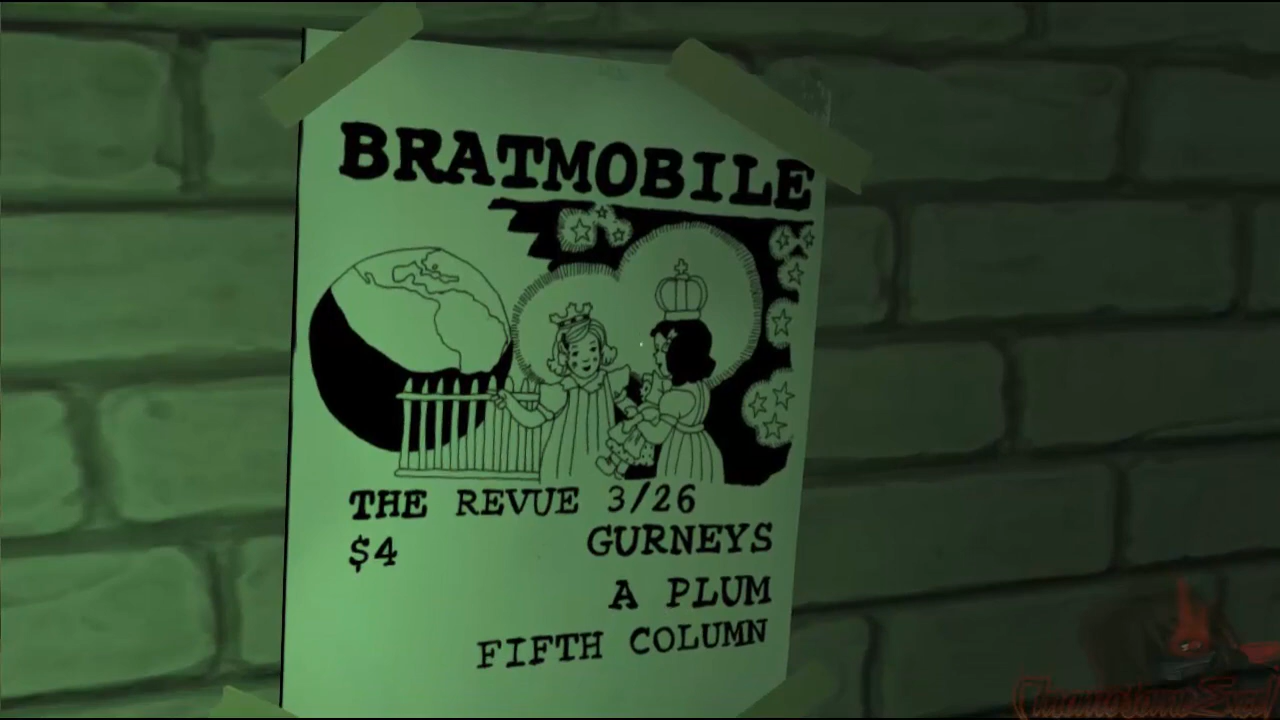 BRATMOBILE
THE REVUE 3/26
$4
GURNEYS
A PLUM
FIFTH COLUMN